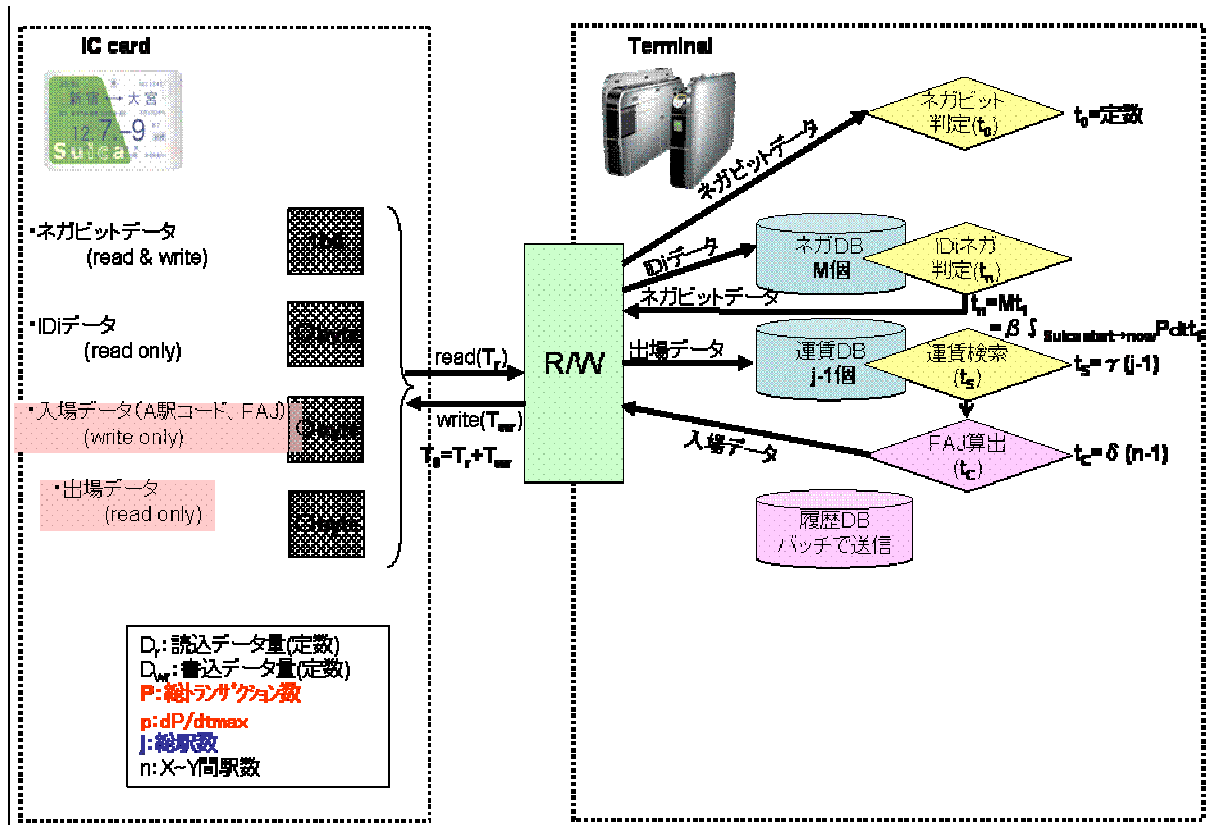 IC card
新宿⟷大宮
12.7.-9
Suica
・ネガビットデータ
(read & write)
・IDiデータ
(read only)
・入場データ(A駅コード、FAJ)
(write only)
・出場データ
(read only)
read(Tr)
write(Twr)
T0=Tr+Twr
R/W
Dr:読込データ量(定数)
Dwr:書込データ量(定数)
P:総トランザクション数
p:dP/dtmax
j:総駅数
n:X~Y間駅数
Terminal
ネガビットデータ
ネガビット
判定(t0)
t0=定数
IDiデータ
ネガDB
M個
IDiネガ
判定(tn)
ネガビットデータ
tn=Mt1
=β∫Suica start→now Pdt t1
出場データ
運賃DB
j-1個
運賃検索
(tS)
tS=γ(j-1)
入場データ
FAJ算出
(tC)
tC=δ(n-1)
履歴DB
バッチで送信